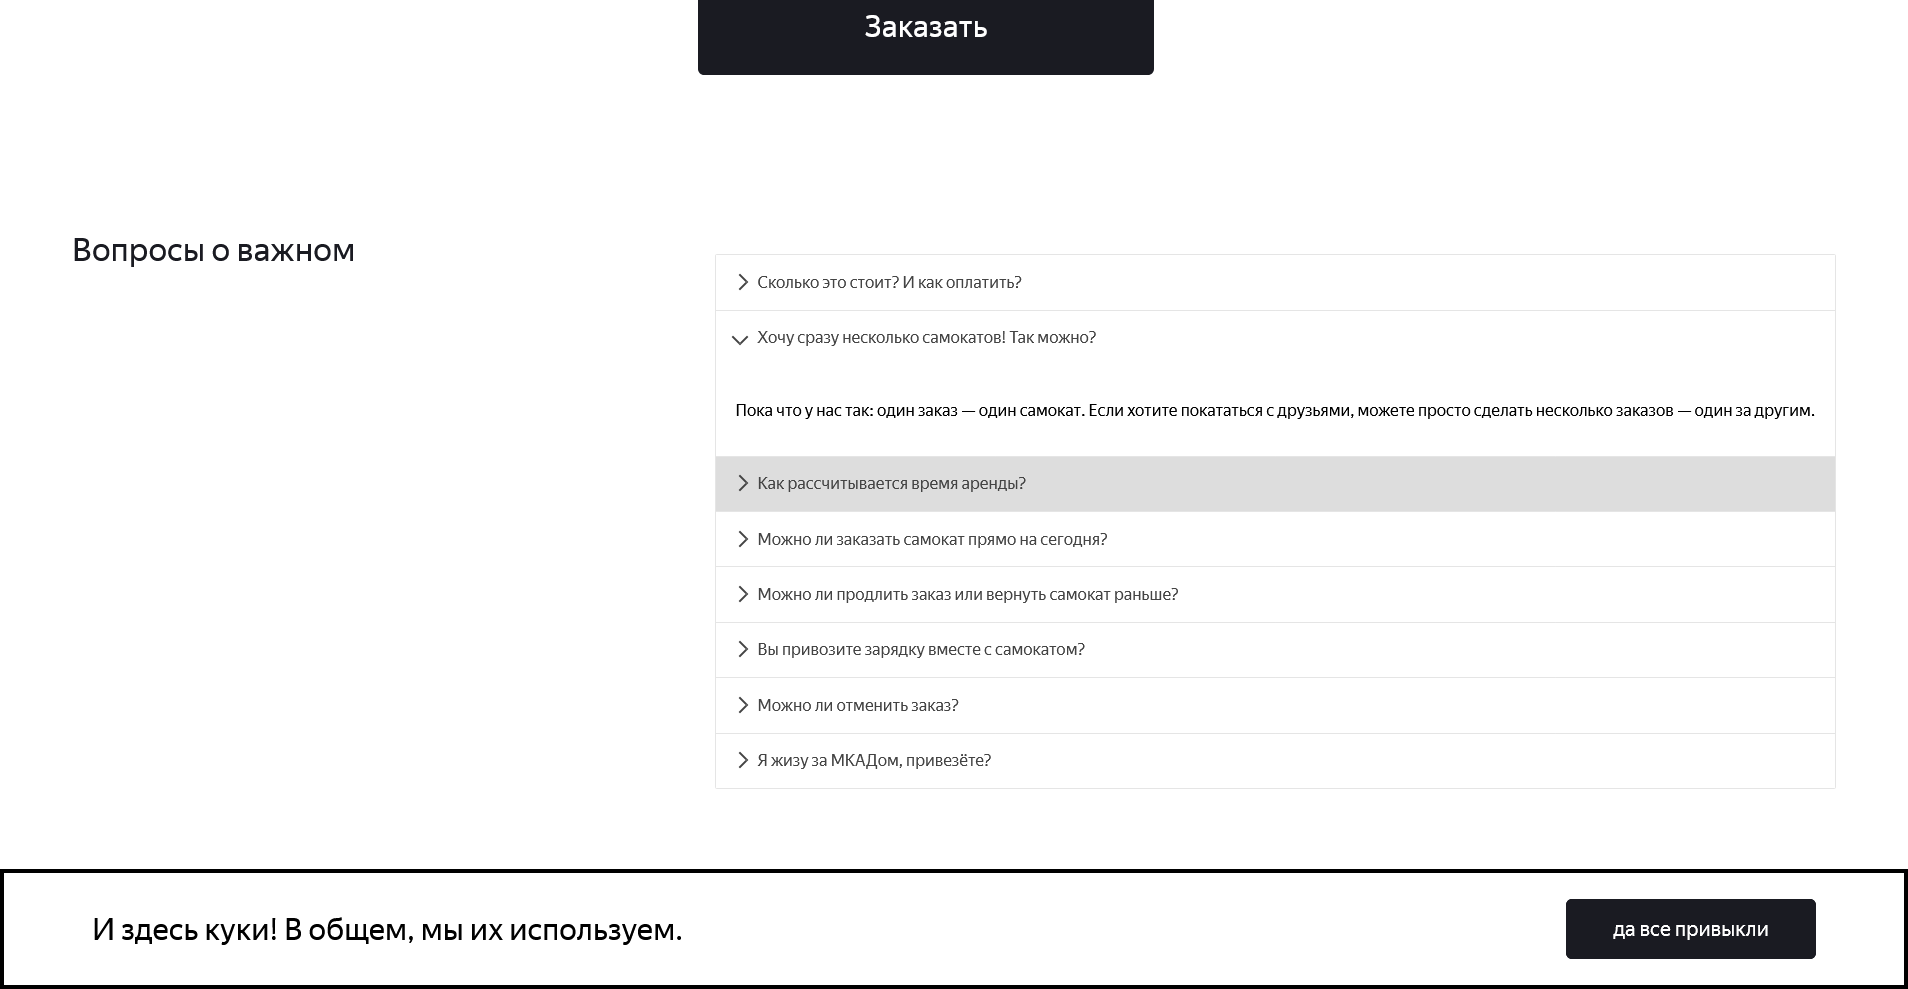 Заказать
Вопросы о важном
Сколько это стоит? И как оплатить?
Хочу сразу несколько самокатов! Так можно?
Пока что у нас так: один заказ — один самокат. Если хотите покататься с друзьями, можете просто сделать несколько заказов — один за другим.
Как рассчитывается время аренды?
Можно ли заказать самокат прямо на сегодня?
Можно ли продлить заказ или вернуть самокат раньше?
Вы привозите зарядку вместе с самокатом?
Можно ли отменить заказ?
Я жизу за МКАДом, привезёте?
И здесь куки! В общем, мы их используем.
да все привыкли